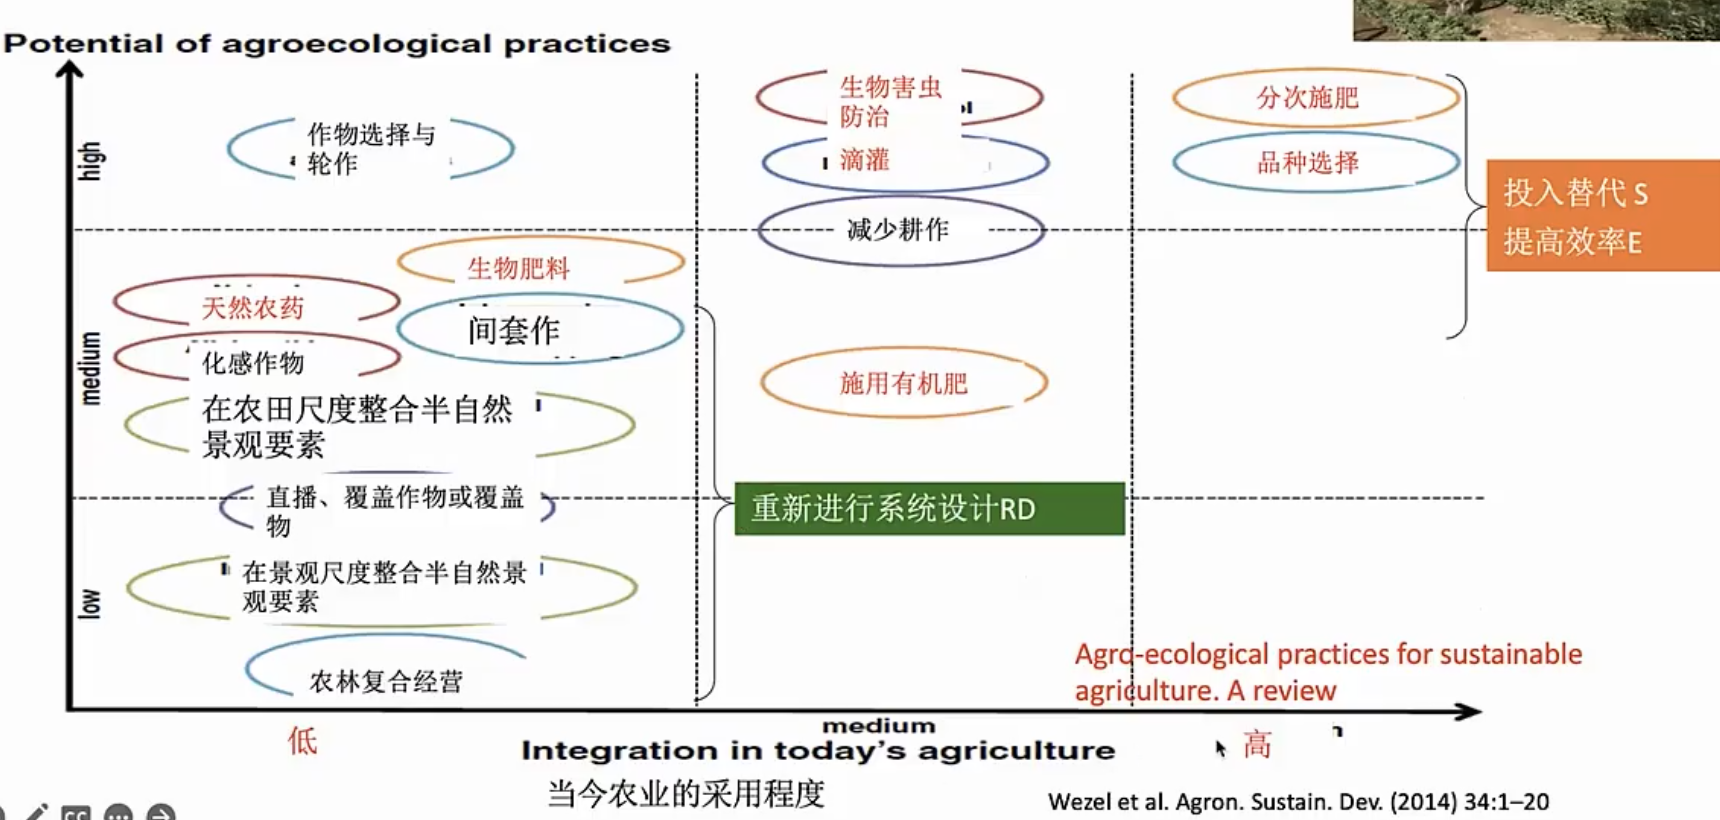 Potential of agroecological practices
high
作物选择与
轮作
生物害虫
防治
滴灌
减少耕作
分次施肥
品种选择
投入替代 S
提高效率E
medium
生物肥料
天然农药
间套作
化感作物
在农田尺度整合半自然
景观要素
施用有机肥
直播、覆盖作物或覆盖
物
重新进行系统设计RD
low
在景观尺度整合半自然景
观要素
农林复合经营
Agro-ecological practices for sustainable
agriculture. A review
低
medium
高
Integration in today's agriculture
当今农业的采用程度
Wezel et al. Agron. Sustain. Dev. (2014) 34:1–20
CC